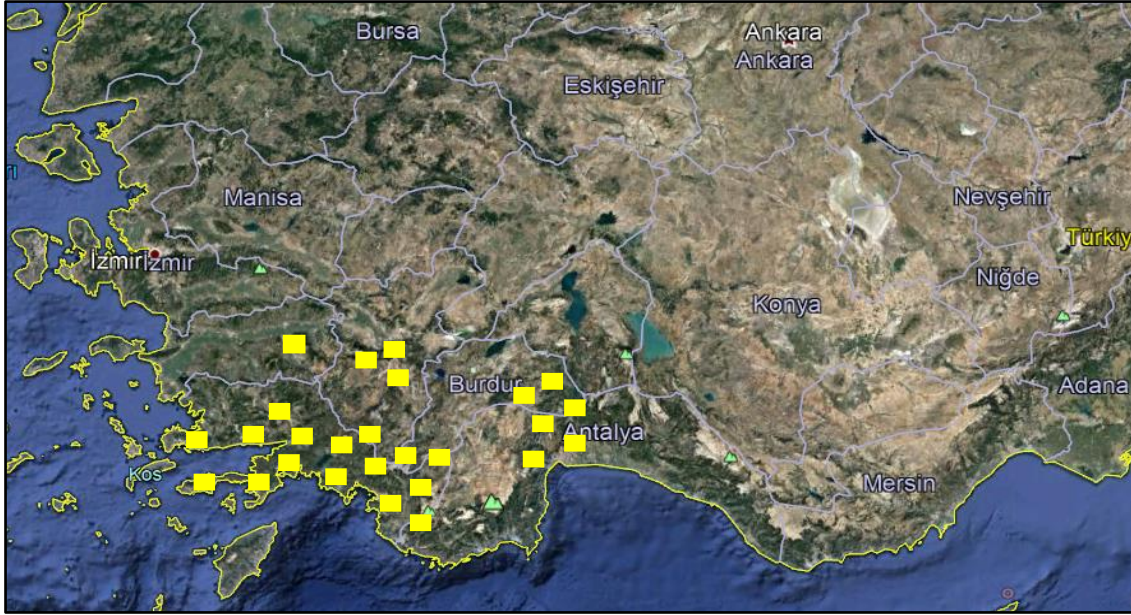 Bursa
Ankara
Ankara
Eskişehir
Manisa
Nevşehir
Türkiy
İzmir İzmir
Niğde
Konya
Burdur
Adana
Antalya
Kos
Mersin